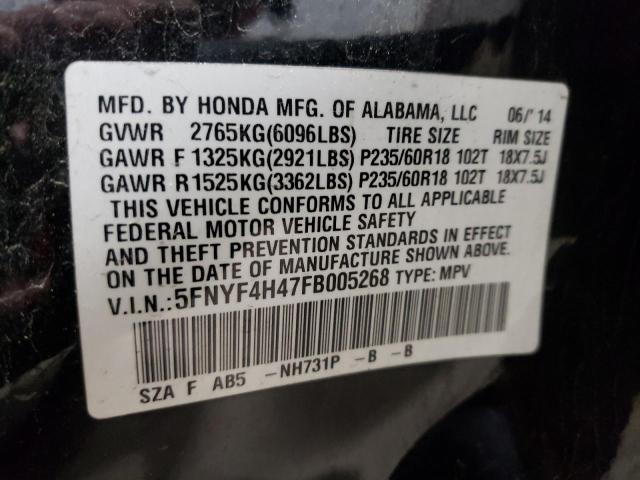 MFD. BY HONDA MFG. OF ALABAMA, LLC 06/'14
GVWR 2765KG(6096LBS) TIRE SIZE RIM SIZE
GAWR F 1325KG(2921LBS) P235/60R18 102T 18X7.5J
GAWR R1525KG(3362LBS) P235/60R18 102T 18X7.5J
THIS VEHICLE CONFORMS TO ALL APPLICABLE
FEDERAL MOTOR VEHICLE SAFETY
AND THEFT PREVENTION STANDARDS IN EFFECT
ON THE DATE OF MANUFACTURE SHOWN ABOVE.
V.I.N.:5FNYF4H47FB005268 TYPE: MPV
SZA F AB5 -NH731P -B -B